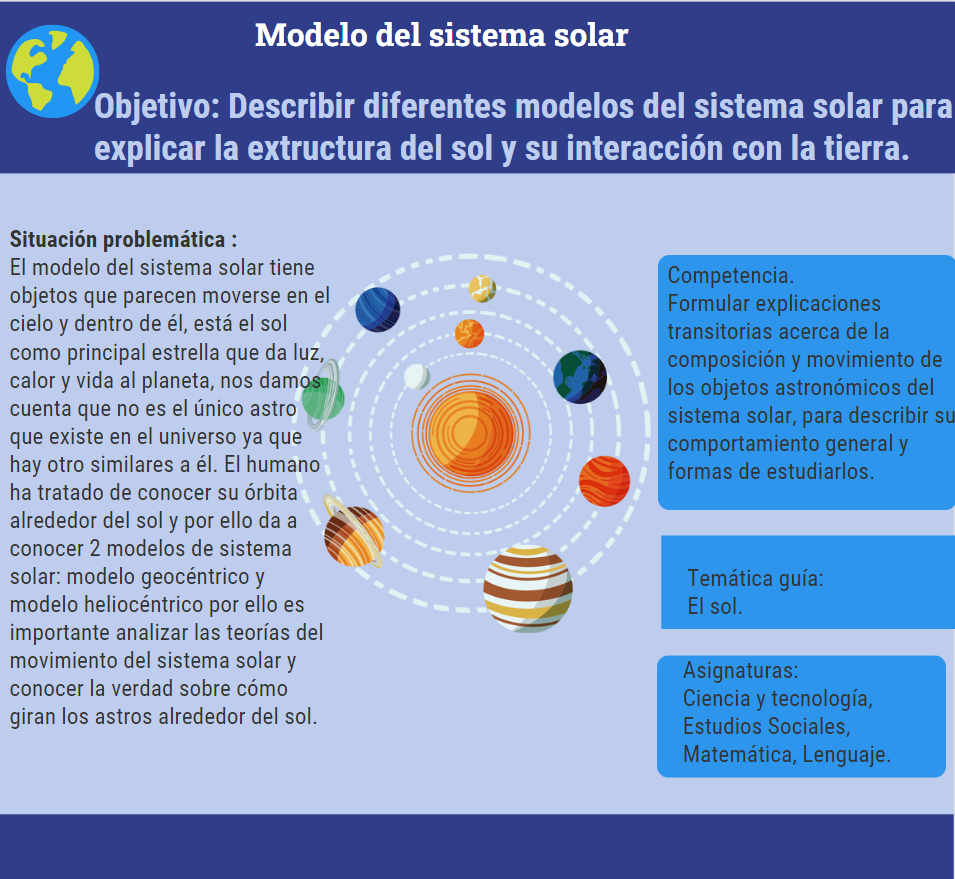 Modelo del sistema solar
Objetivo: Describir diferentes modelos del sistema solar para
explicar la extructura del sol y su interacción con la tierra.
Situación problemática :
El modelo del sistema solar tiene
objetos que parecen moverse en el
cielo y dentro de él, está el sol
como principal estrella que da luz,
calor y vida al planeta, nos damos
cuenta que no es el único astro
que existe en el universo ya que
hay otro similares a él. El humano
ha tratado de conocer su órbita
alrededor del sol y por ello da a
conocer 2 modelos de sistema
solar: modelo geocéntrico y
modelo heliocéntrico por ello es
importante analizar las teorías del
movimiento del sistema solar y
conocer la verdad sobre cómo
giran los astros alrededor del sol.
Competencia.
Formular explicaciones
transitorias acerca de la
composición y movimiento de
los objetos astronómicos del
sistema solar, para describir su
comportamiento general y
formas de estudiarlos.
Temática guía:
El sol.
Asignaturas:
Ciencia y tecnología,
Estudios Sociales,
Matemática, Lenguaje.